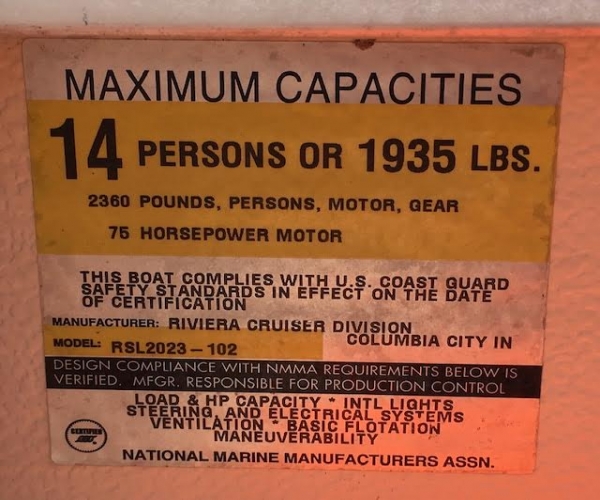 MAXIMUM CAPACITIES
14 PERSONS OR 1935 LBS.
2360 POUNDS, PERSONS, MOTOR, GEAR
75 HORSEPOWER MOTOR
THIS BOAT COMPLIES WITH U.S. COAST GUARD
SAFETY STANDARDS IN EFFECT ON THE DATE
OF CERTIFICATION
MANUFACTURER: RIVIERA CRUISER DIVISION
COLUMBIA CITY IN
MODEL: RSL2023-102
DESIGN COMPLIANCE WITH NMMA REQUIREMENTS BELOW IS
VERIFIED. MFGR. RESPONSIBLE FOR PRODUCTION CONTROL
LOAD & HP CAPACITY * INTL LIGHTS
STEERING, AND ELECTRICAL SYSTEMS
VENTILATION * BASIC FLOTATION
MANEUVERABILITY
CERTIFIED
NATIONAL MARINE MANUFACTURERS ASSN.